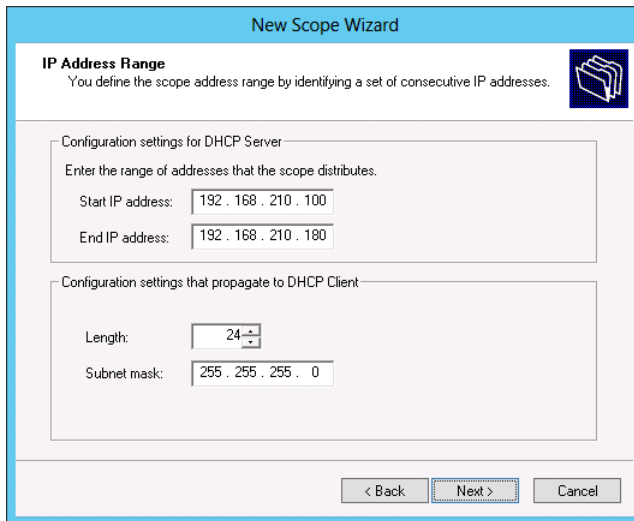 New Scope Wizard
IP Address Range
You define the scope address range by identifying a set of consecutive IP addresses.
Configuration settings for DHCP Server
Enter the range of addresses that the scope distributes.
Start IP address: 192 . 168 . 210 . 100
End IP address: 192 . 168 . 210 . 180
Configuration settings that propagate to DHCP Client
Length: 24
Subnet mask: 255 . 255 . 255 . 0
< Back Next > Cancel